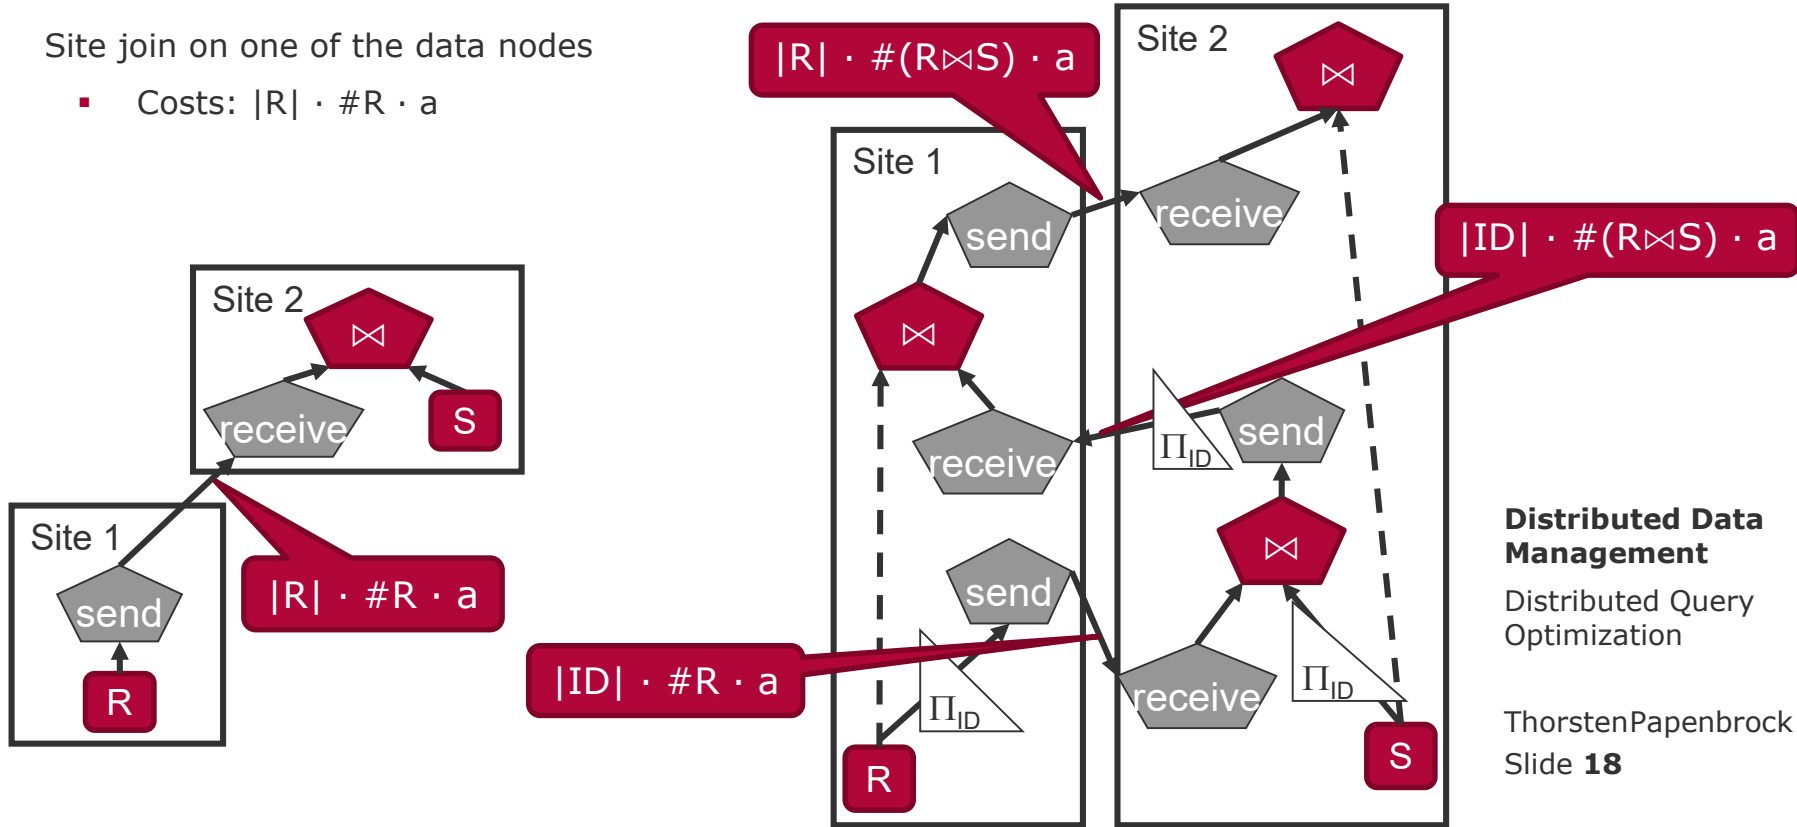 Site join on one of the data nodes
▪ Costs: |R| · #R · a
Site 2
⋈
receive
S
Site 1
send
R
|R| · #R · a
|R| · #(R⋈S) · a
Site 1
send
⋈
receive
send
Π_ID
R
|ID| · #R · a
Site 2
⋈
receive
|ID| · #(R⋈S) · a
Π_ID
send
⋈
receive
Π_ID
S
Distributed Data
Management
Distributed Query
Optimization
ThorstenPapenbrock
Slide 18